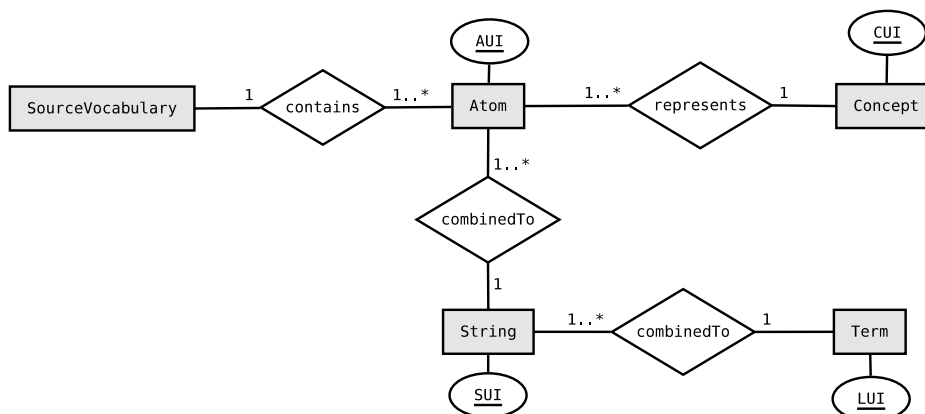 CUI
AUI
SourceVocabulary
1
contains
1..*
Atom
1..*
represents
1
Concept
1..*
combinedTo
1
String
1..*
combinedTo
1
Term
SUI
LUI